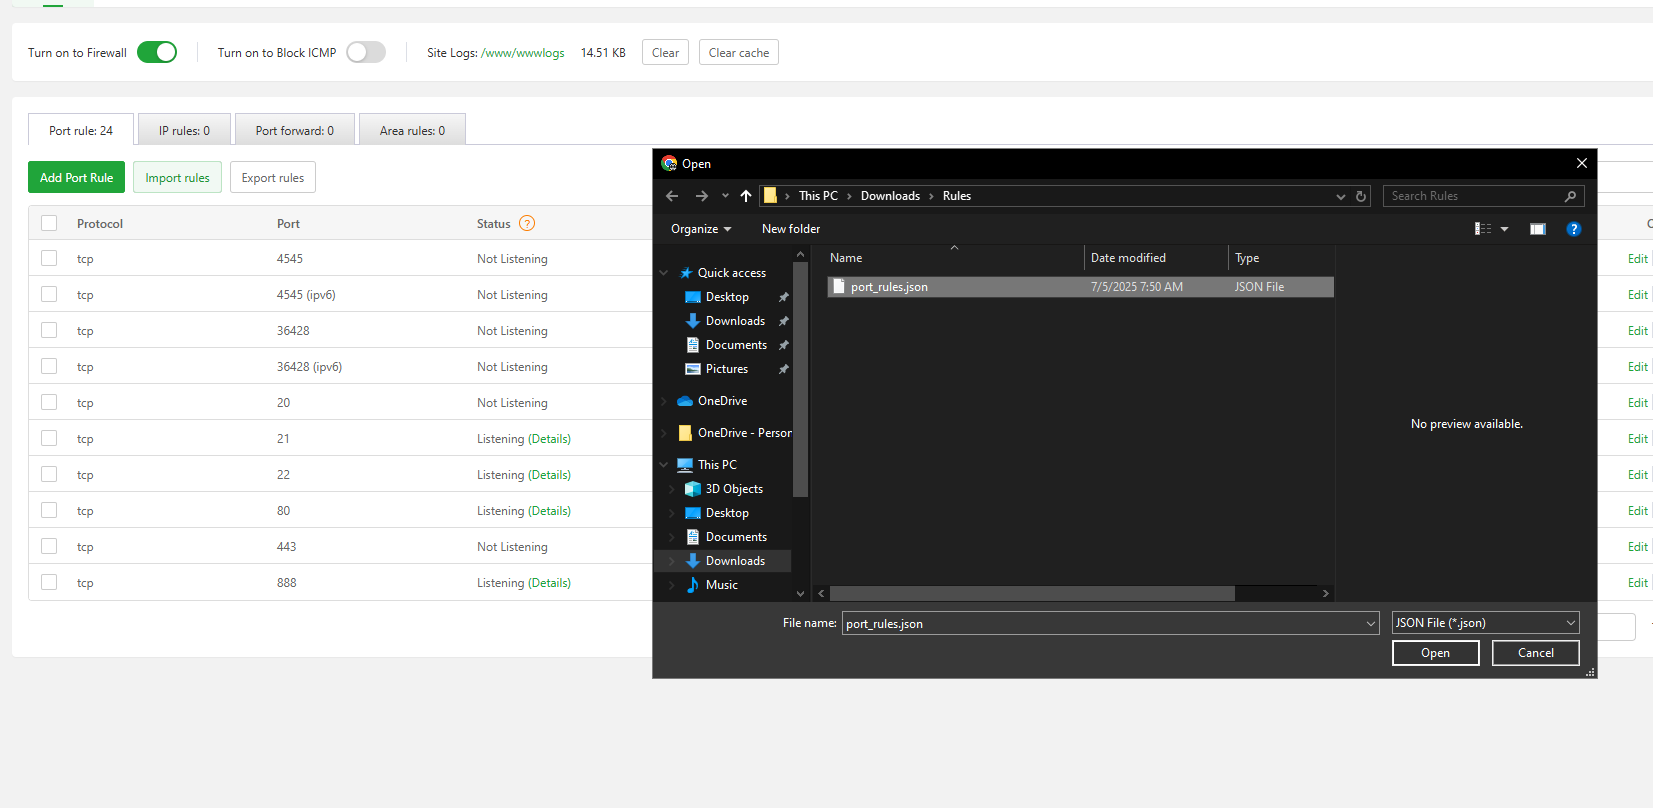 Turn on to Firewall Turn on to Block ICMP Site Logs: /www/wwwlogs 14.51 KB Clear Clear cache
Port rule: 24 IP rules: 0 Port forward: 0 Area rules: 0
Add Port Rule Import rules Export rules
Protocol Port Status ?
tcp 4545 Not Listening Edit
tcp 4545 (ipv6) Not Listening Edit
tcp 36428 Not Listening Edit
tcp 36428 (ipv6) Not Listening Edit
tcp 20 Not Listening Edit
tcp 21 Listening (Details) Edit
tcp 22 Listening (Details) Edit
tcp 80 Listening (Details) Edit
tcp 443 Not Listening Edit
tcp 888 Listening (Details) Edit
Open
This PC Downloads Rules Search Rules
Organize New folder ?
Name Date modified Type
port_rules.json 7/5/2025 7:50 AM JSON File
Quick access
Desktop
Downloads
Documents
Pictures
OneDrive
OneDrive - Person
This PC
3D Objects
Desktop
Documents
Downloads
Music
No preview available.
File name: port_rules.json JSON File (*.json)
Open Cancel